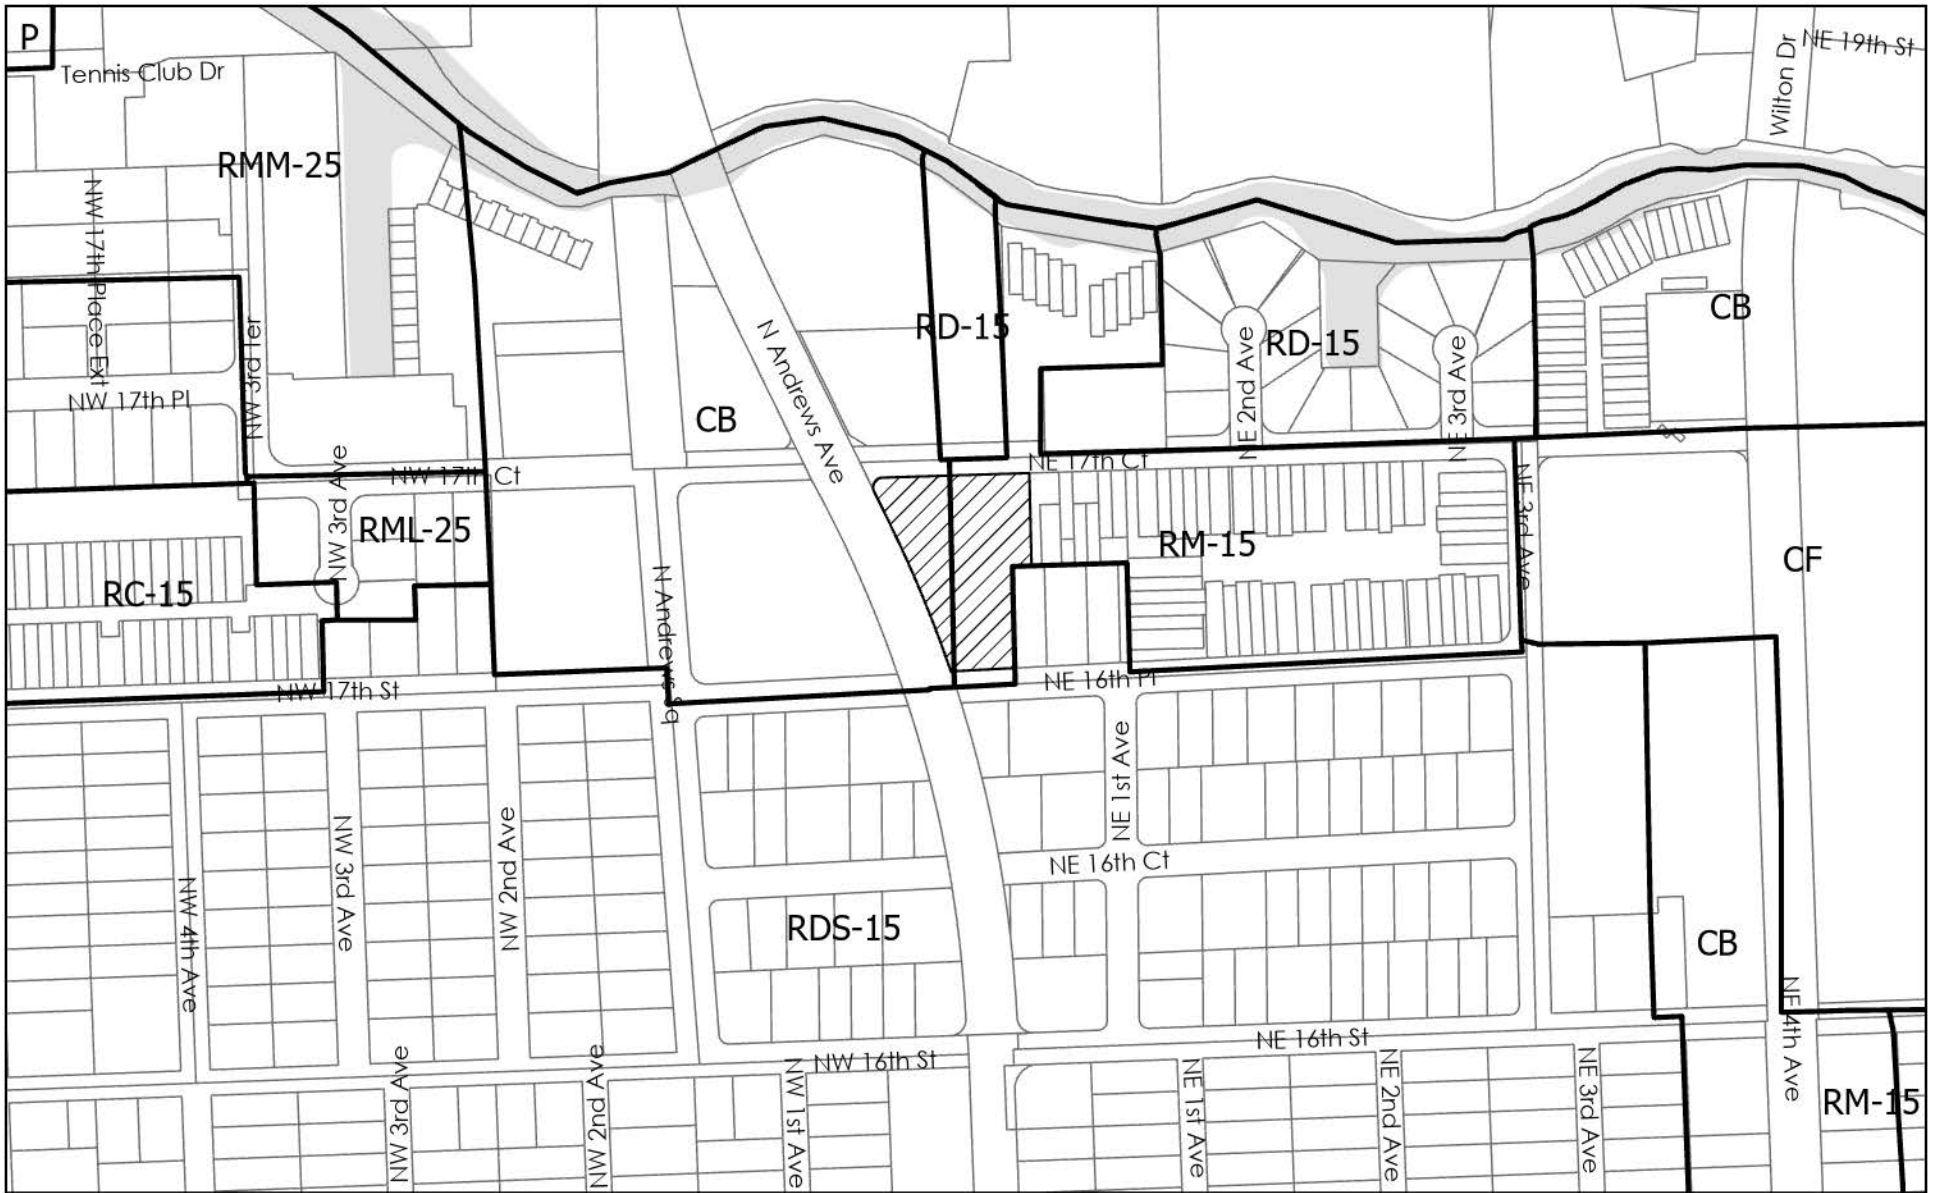 P
NE 19th St
Wilton Dr
Tennis Club Dr
RMM-25
NW 17th Place Ext
CB
RD-15
RD-15
NW 3rd Ter
N Andrews Ave
NE 2nd Ave
NE 3rd Ave
NW 17th Pl
CB
NE 17th Ct
NW 17th Ct
NW 3rd Ave
RML-25
RM-15
NE 3rd Ave
CF
RC-15
N Andrews Sq
NE 16th Pl
NW 17th St
NE 1st Ave
NW 3rd Ave
NW 2nd Ave
NE 16th Ct
NW 4th Ave
RDS-15
CB
NE 4th Ave
NE 16th St
NW 16th St
NW 3rd Ave
NW 2nd Ave
NW 1st Ave
NE 1st Ave
NE 2nd Ave
NE 3rd Ave
RM-15